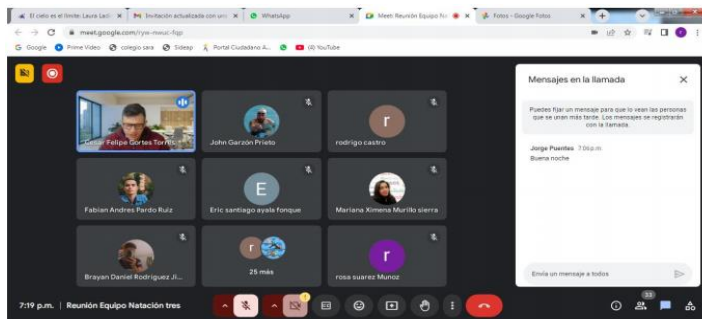 El cielo es el límite: Laura Lacl
Invitación actualizada con una
WhatsApp
Meet: Reunión Equipo Na
Fotos - Google Fotos
meet.google.com/ryw-nwuc-fqp
Google
Prime Video
colegio sara
Sideap
Portal Ciudadano A...
(4) YouTube
Mensajes en la llamada
Puedes fijar un mensaje para que lo vean las personas
que se unan más tarde. Los mensajes se registrarán
con la llamada.
Jorge Puentes 7:06 p.m.
Buena noche
Cesar Felipe Cortes Torres
John Garzón Prieto
r
rodrigo castro
Fabian Andres Pardo Ruiz
E
Eric santiago ayala fonque
Mariana Ximena Murillo sierra
Brayan Daniel Rodriguez Ji...
r
25 más
r
rosa suarez Munoz
Envía un mensaje a todos
7:19 p.m. | Reunión Equipo Natación tres
33